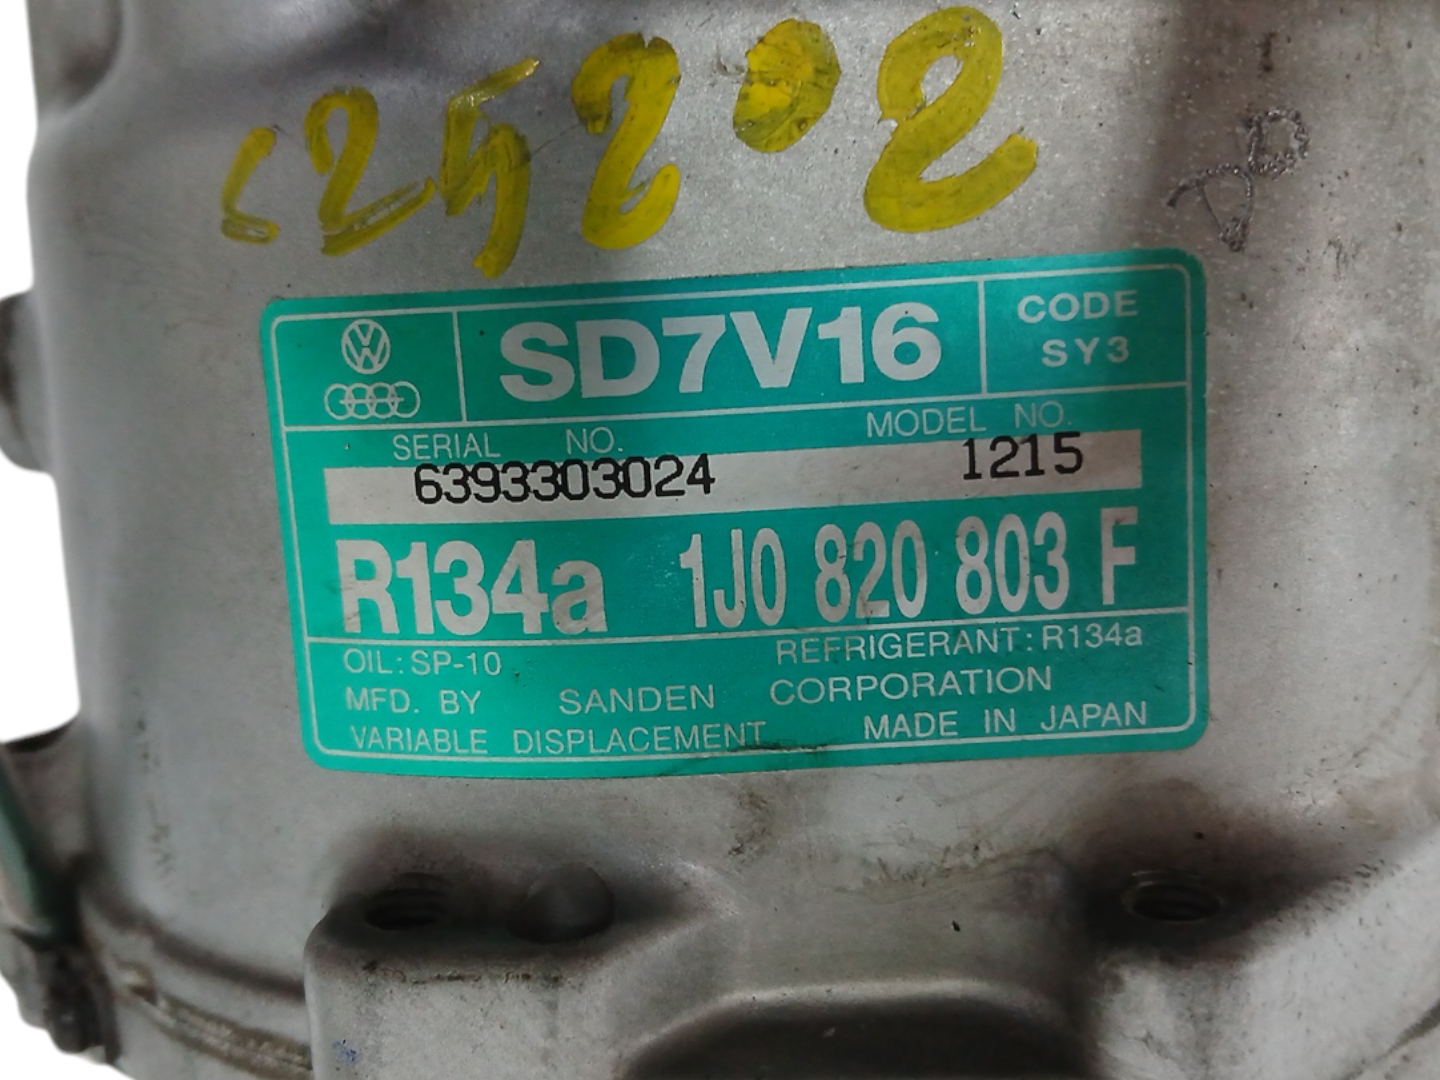 SD7V16
CODE
SY3
SERIAL NO.
MODEL NO.
6393303024
1215
R134a 1J0 820 803 F
OIL: SP-10
REFRIGERANT: R134a
MFD. BY SANDEN CORPORATION
VARIABLE DISPLACEMENT MADE IN JAPAN